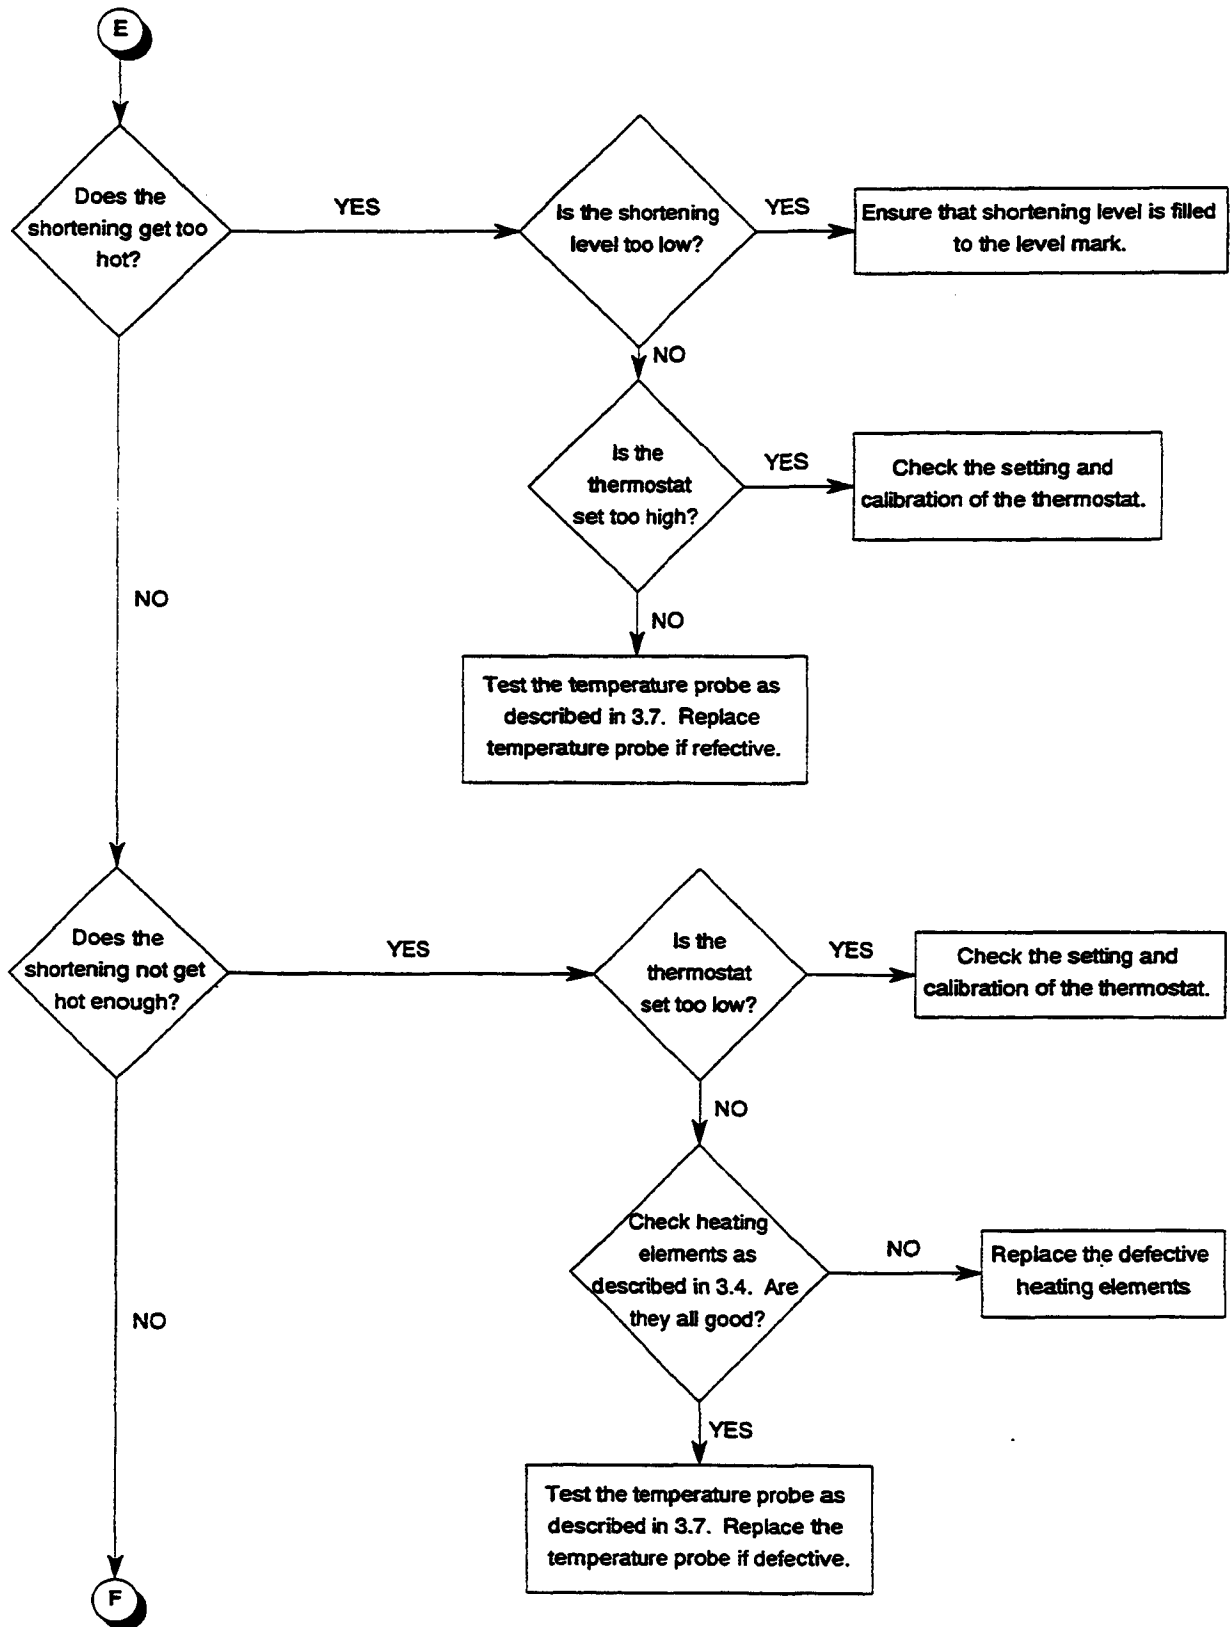 E
Does the
shortening get too
hot?
YES
Is the shortening
level too low?
YES
Ensure that shortening level is filled
to the level mark.
NO
Is the
thermostat
set too high?
YES
Check the setting and
calibration of the thermostat.
NO
Test the temperature probe as
described in 3.7. Replace
temperature probe if refective.
NO
Does the
shortening not get
hot enough?
YES
Is the
thermostat
set too low?
YES
Check the setting and
calibration of the thermostat.
NO
Check heating
elements as
described in 3.4. Are
they all good?
NO
Replace the defective
heating elements
YES
Test the temperature probe as
described in 3.7. Replace the
temperature probe if defective.
NO
F